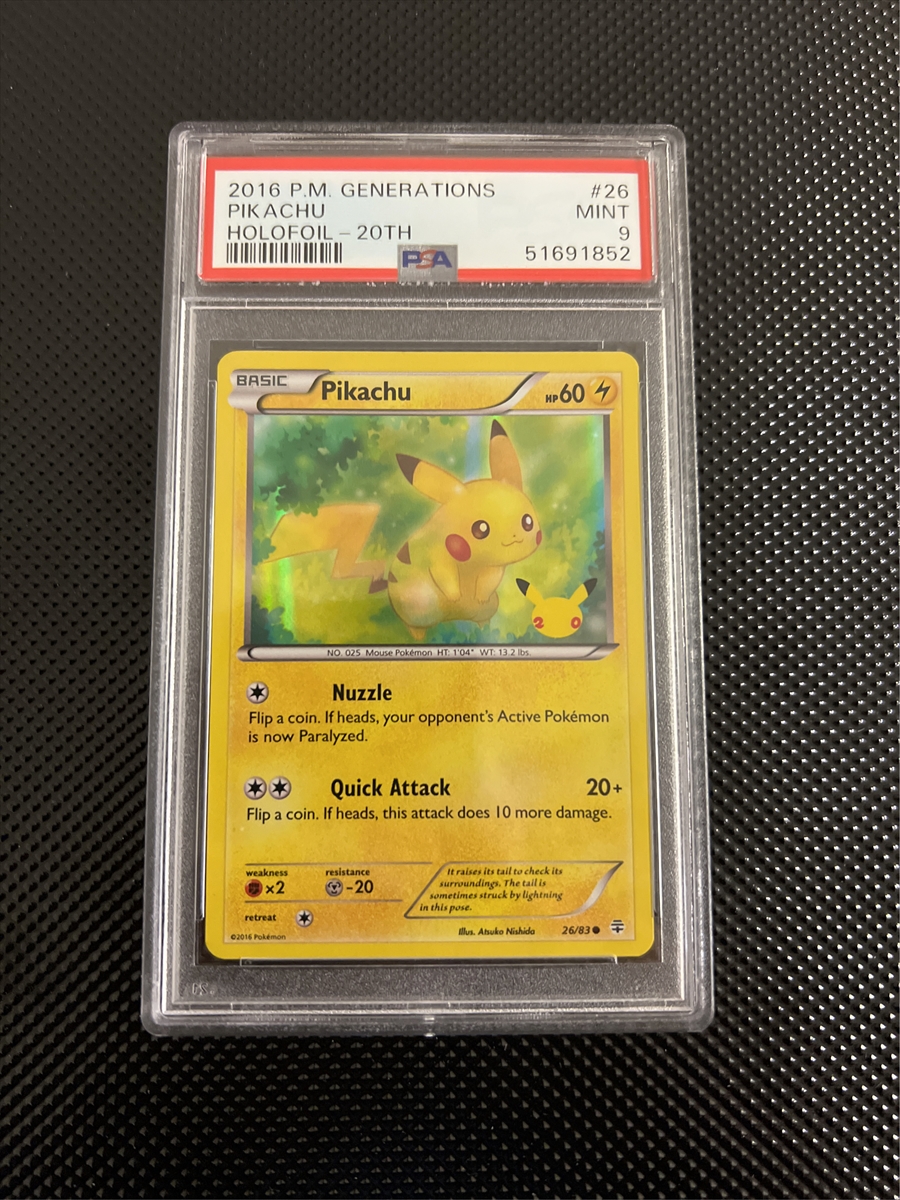 2016 P.M. GENERATIONS #26
PIKACHU MINT
HOLOFOIL - 20TH 9
PSA 51691852
BASIC Pikachu HP60
20
NO. 025 Mouse Pokémon HT: 1'04" WT: 13.2 lbs.
Nuzzle
Flip a coin. If heads, your opponent's Active Pokémon
is now Paralyzed.
Quick Attack 20+
Flip a coin. If heads, this attack does 10 more damage.
weakness resistance
×2 -20
retreat
It raises its tail to check its
surroundings. The tail is
sometimes struck by lightning
in this pose.
©2016 Pokémon Illus. Atsuko Nishida 26/83